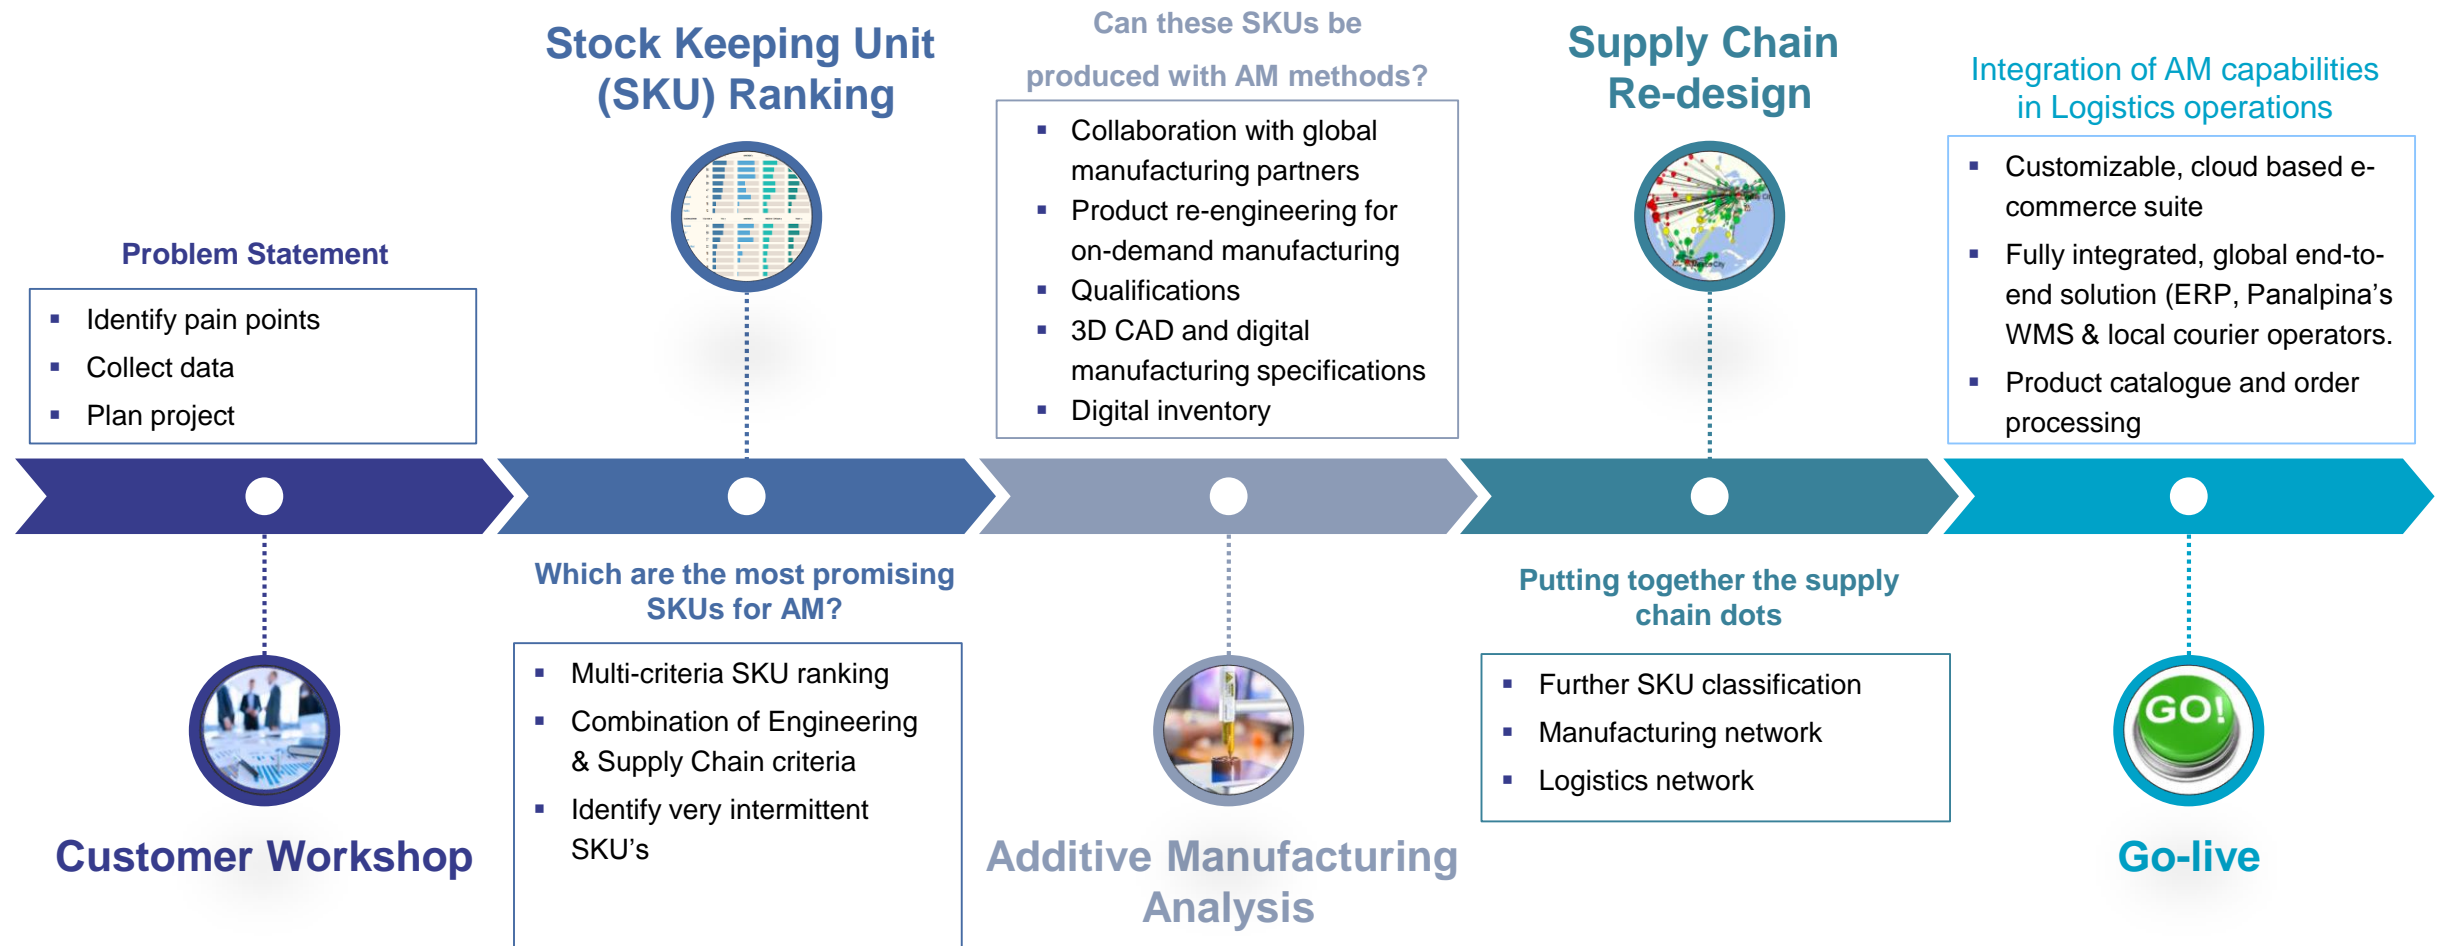 Problem Statement
▪ Identify pain points
▪ Collect data
▪ Plan project
Customer Workshop
Stock Keeping Unit
(SKU) Ranking
Which are the most promising
SKUs for AM?
▪ Multi-criteria SKU ranking
▪ Combination of Engineering
& Supply Chain criteria
▪ Identify very intermittent
SKU’s
Can these SKUs be
produced with AM methods?
▪ Collaboration with global
manufacturing partners
▪ Product re-engineering for
on-demand manufacturing
▪ Qualifications
▪ 3D CAD and digital
manufacturing specifications
▪ Digital inventory
Additive Manufacturing
Analysis
Supply Chain
Re-design
Putting together the supply
chain dots
▪ Further SKU classification
▪ Manufacturing network
▪ Logistics network
Integration of AM capabilities
in Logistics operations
▪ Customizable, cloud based e-
commerce suite
▪ Fully integrated, global end-to-
end solution (ERP, Panalpina’s
WMS & local courier operators.
▪ Product catalogue and order
processing
GO!
Go-live